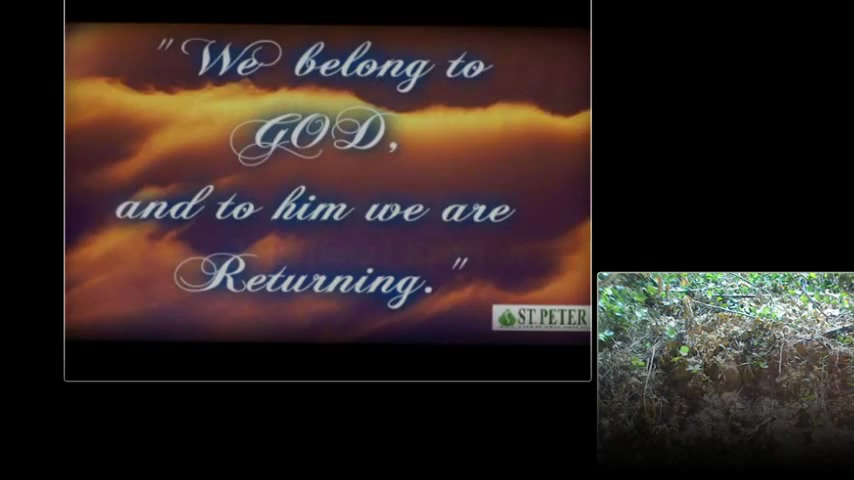 "We belong to
GOD,
and to him we are
Returning."
ST. PETER